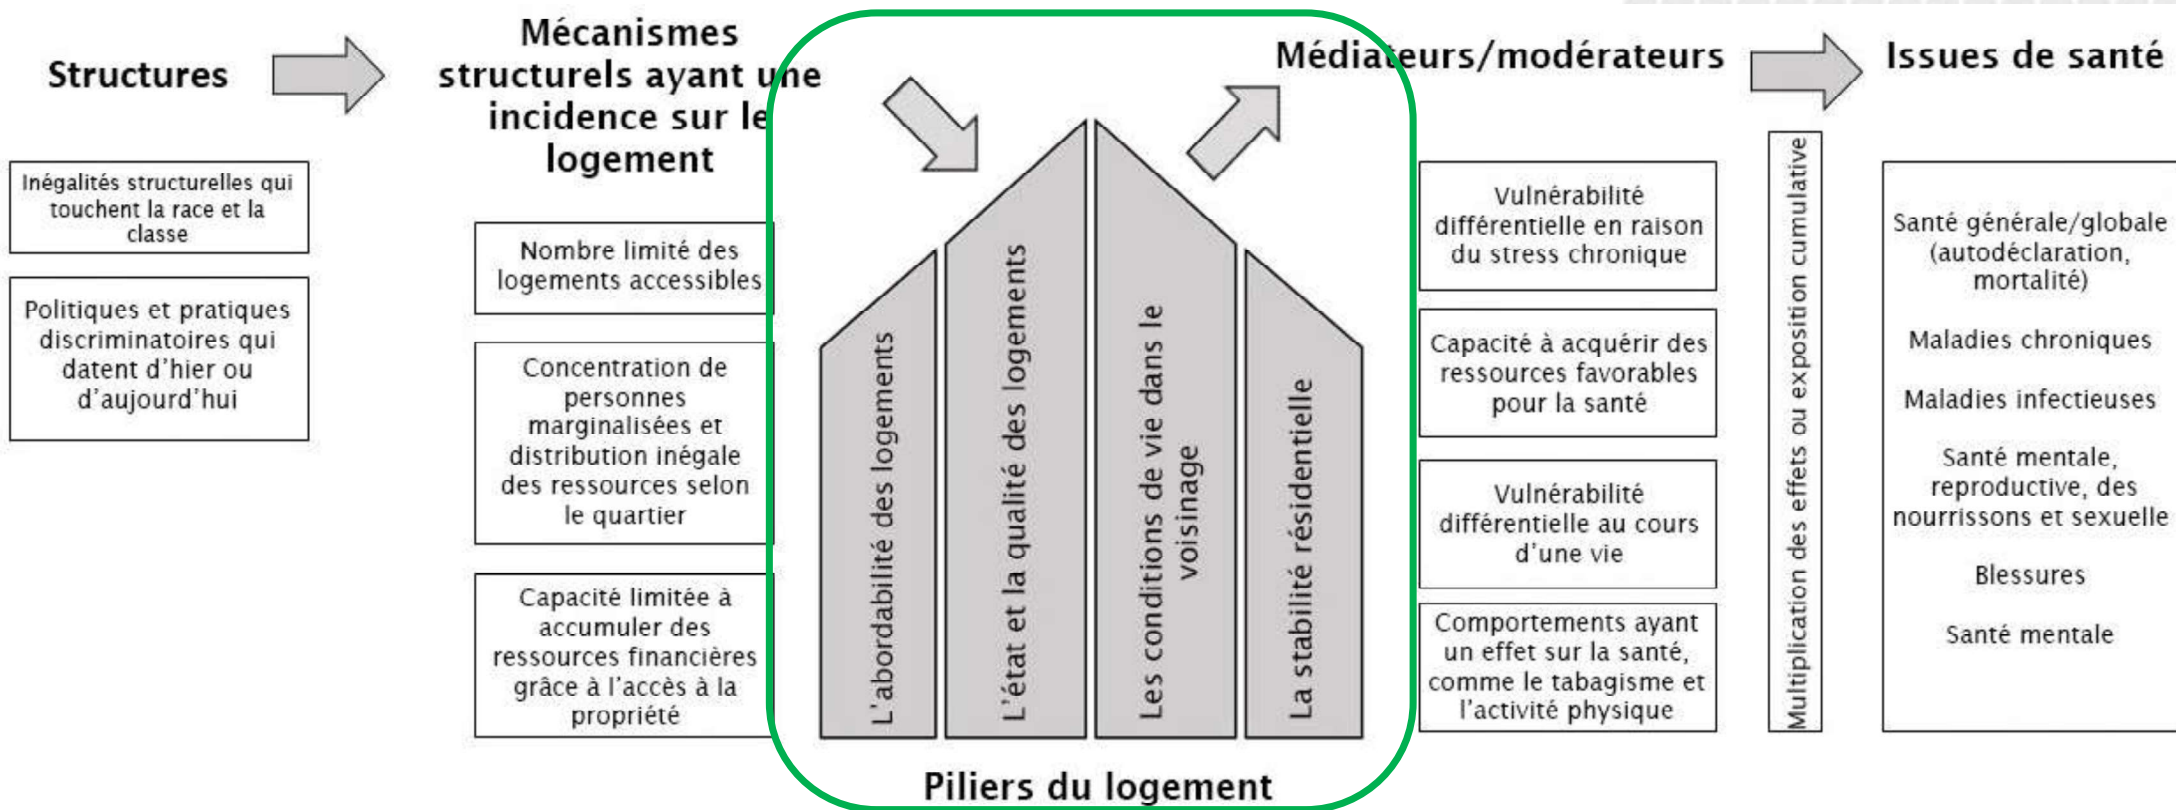 Structures
Inégalités structurelles qui
touchent la race et la
classe
Politiques et pratiques
discriminatoires qui
datent d'hier ou
d'aujourd'hui
Mécanismes
structurels ayant une
incidence sur le
logement
Nombre limité des
logements accessibles
Concentration de
personnes
marginalisées et
distribution inégale
des ressources selon
le quartier
Capacité limitée à
accumuler des
ressources financières
grâce à l'accès à la
propriété
L'abordabilité des logements
L'état et la qualité des logements
Les conditions de vie dans le
voisinage
La stabilité résidentielle
Piliers du logement
Médiateurs/modérateurs
Vulnérabilité
différentielle en raison
du stress chronique
Capacité à acquérir des
ressources favorables
pour la santé
Vulnérabilité
différentielle au cours
d'une vie
Comportements ayant
un effet sur la santé,
comme le tabagisme et
l'activité physique
Multiplication des effets ou exposition cumulative
Issues de santé
Santé générale/globale
(autodéclaration,
mortalité)
Maladies chroniques
Maladies infectieuses
Santé mentale,
reproductive, des
nourrissons et sexuelle
Blessures
Santé mentale